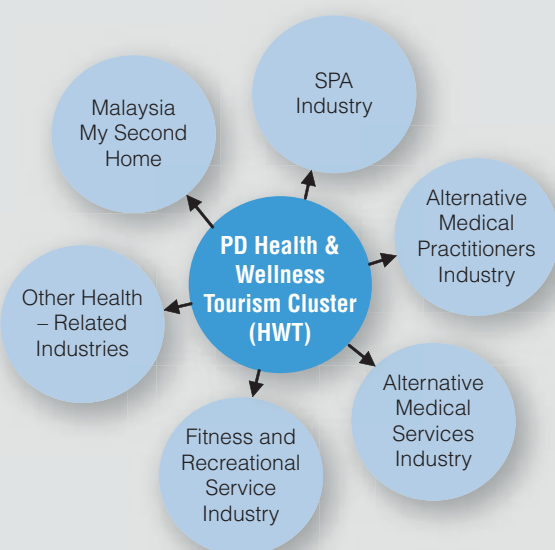 SPA
Industry
Malaysia
My Second
Home
Alternative
Medical
Practitioners
Industry
PD Health &
Wellness
Tourism Cluster
(HWT)
Other Health
– Related
Industries
Alternative
Medical
Services
Industry
Fitness and
Recreational
Service
Industry